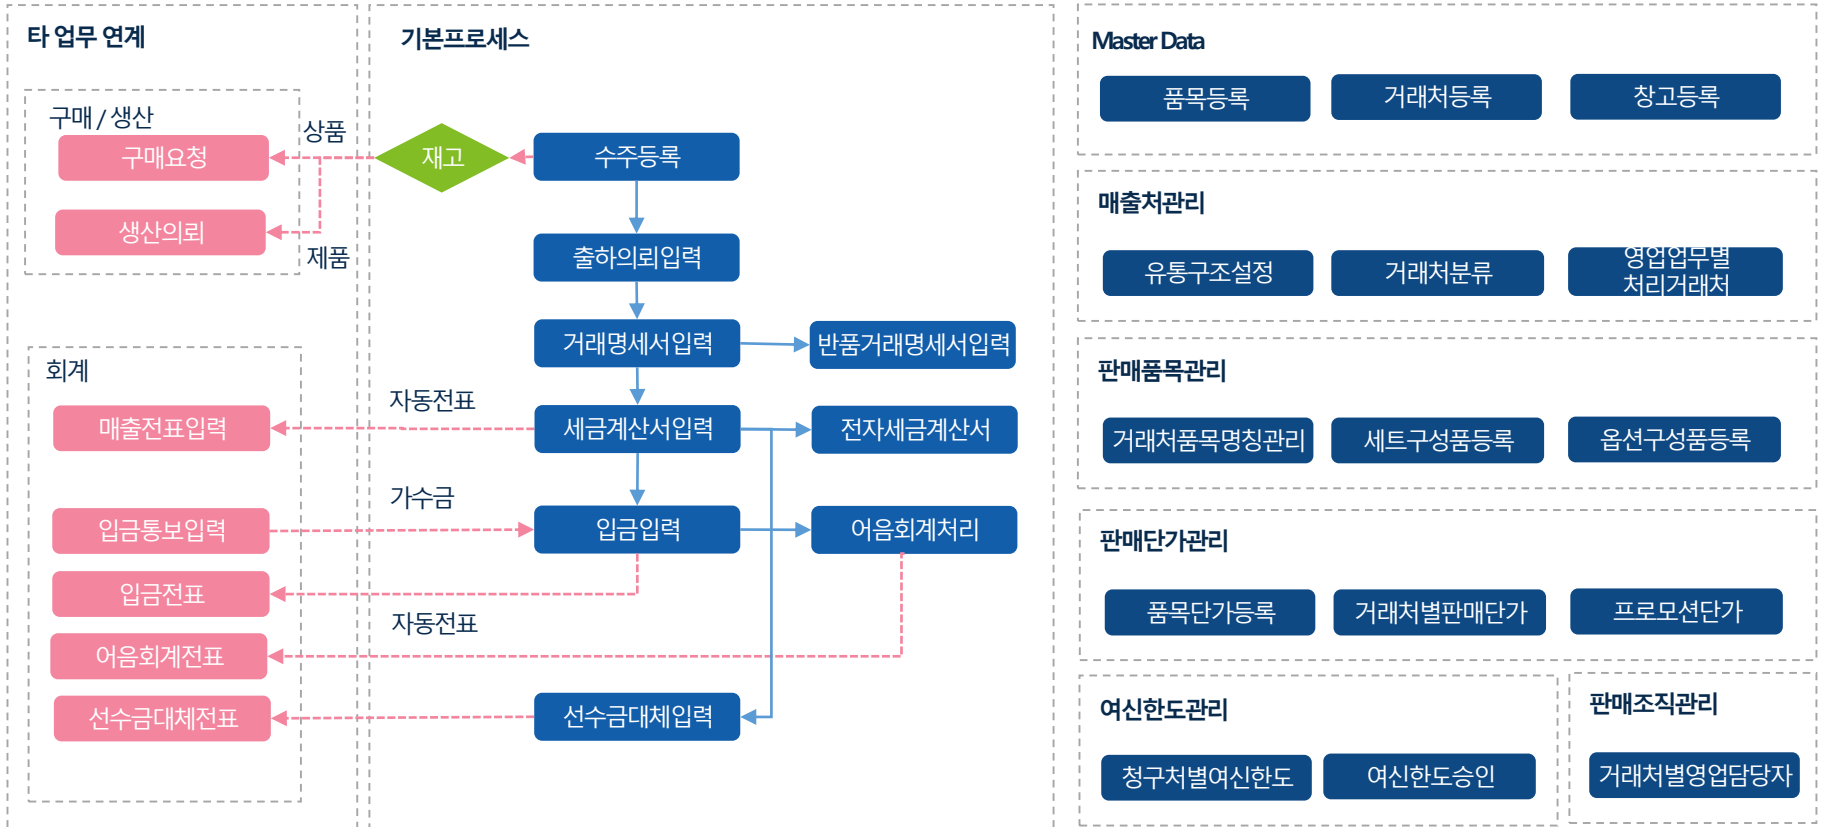 타 업무 연계
구매 / 생산
구매요청
생산의뢰
상품
제품
회계
매출전표입력
입금통보입력
입금전표
어음회계전표
선수금대체전표
기본프로세스
재고
수주등록
출하의뢰입력
거래명세서입력
반품거래명세서입력
자동전표
세금계산서입력
전자세금계산서
가수금
입금입력
어음회계처리
자동전표
선수금대체입력
Master Data
품목등록
거래처등록
창고등록
매출처관리
유통구조설정
거래처분류
영업업무별
처리거래처
판매품목관리
거래처품목명칭관리
세트구성품등록
옵션구성품등록
판매단가관리
품목단가등록
거래처별판매단가
프로모션단가
여신한도관리
청구처별여신한도
여신한도승인
판매조직관리
거래처별영업담당자